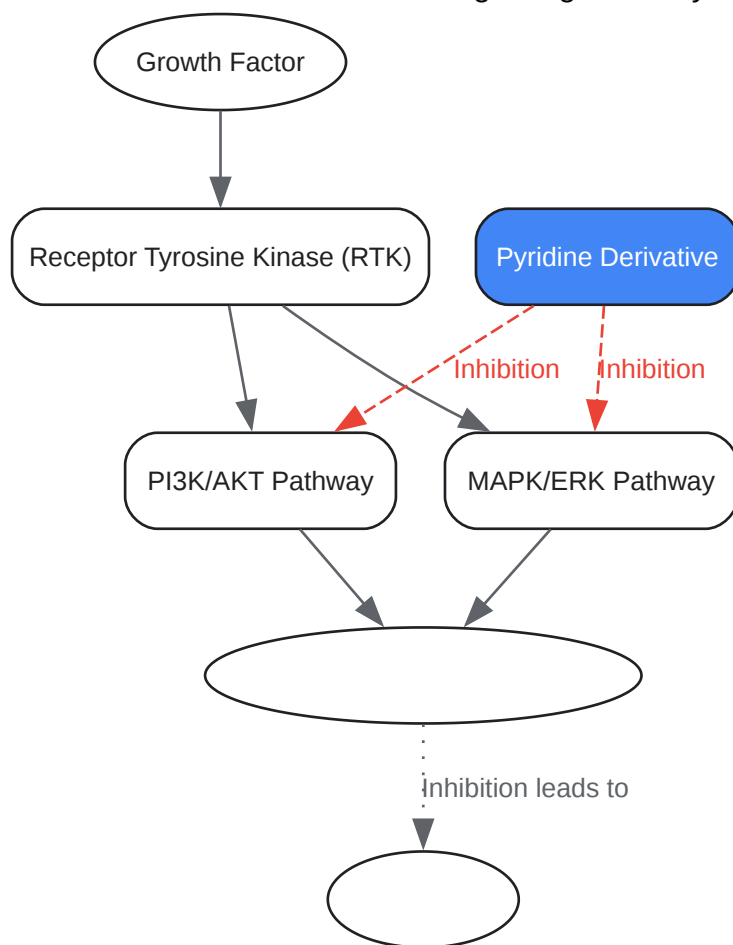 Growth Factor
Receptor Tyrosine Kinase (RTK)
Pyridine Derivative
Inhibition
Inhibition
PI3K/AKT Pathway
MAPK/ERK Pathway
Inhibition leads to